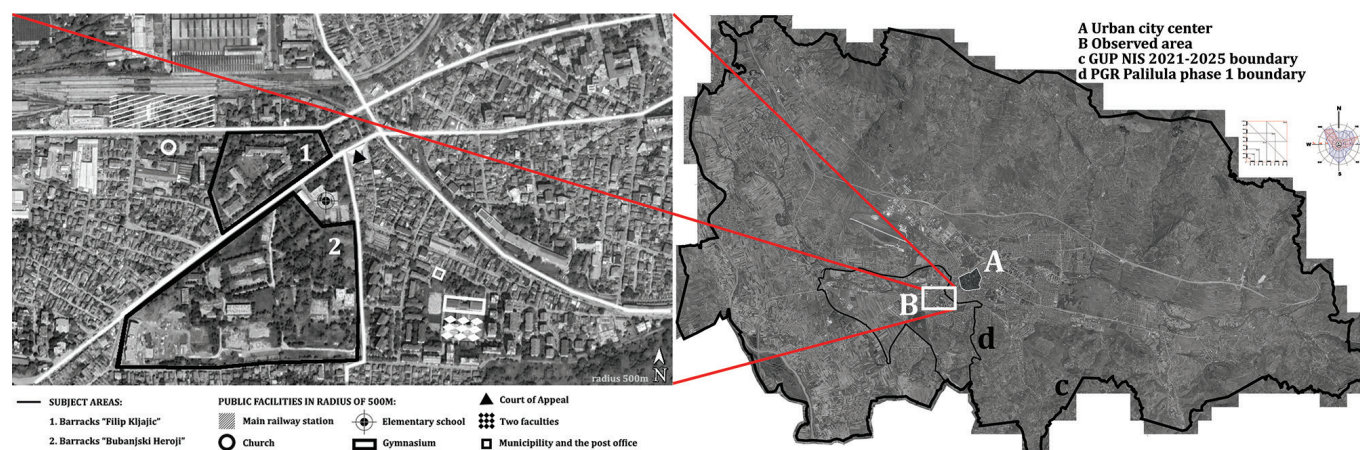 1
2
radius 500m
N
SUBJECT AREAS:
1. Barracks "Filip Kljajic"
2. Barracks "Bubanjski Heroji"
PUBLIC FACILITIES IN RADIUS OF 500M:
Main railway station
Church
Elementary school
Gymnasium
Court of Appeal
Two faculties
Municipility and the post office
A Urban city center
B Observed area
c GUP NIS 2021-2025 boundary
d PGR Palilula phase 1 boundary
N
W
S
A
B
d
c